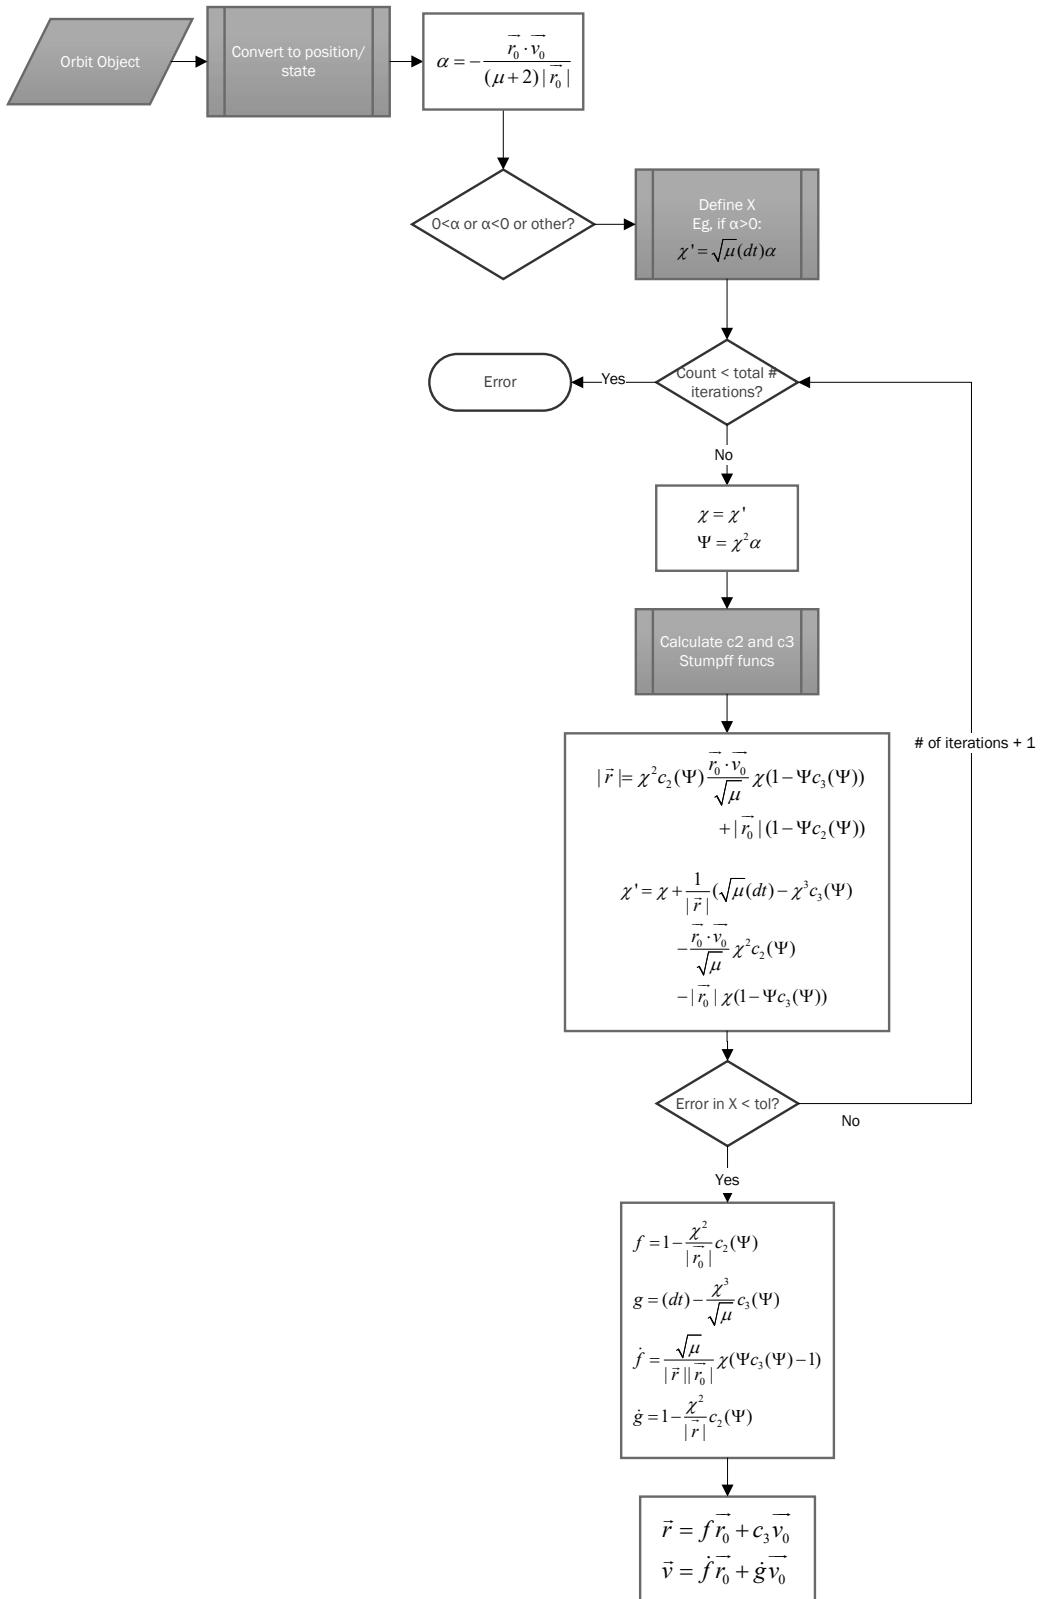 Orbit Object
Convert to position/
state
α = − (r₀⃗ · v₀⃗) / ((μ + 2) | r₀⃗ |)
0<α or α<0 or other?
Define X
Eg, if α>0:
χ' = √μ(dt)α
Count < total #
iterations?
Yes
Error
No
χ = χ'
Ψ = χ²α
Calculate c2 and c3
Stumpff funcs
# of iterations + 1
| r⃗ |= χ²c₂(Ψ) (r₀⃗ · v₀⃗)/√μ χ(1 − Ψc₃(Ψ))
+ | r₀⃗ | (1 − Ψc₂(Ψ))
χ' = χ + 1/| r⃗ | (√μ(dt) − χ³c₃(Ψ)
− (r₀⃗ · v₀⃗)/√μ χ²c₂(Ψ)
− | r₀⃗ | χ(1 − Ψc₃(Ψ))
Error in X < tol?
No
Yes
f = 1 − χ²/| r₀⃗ | c₂(Ψ)
g = (dt) − χ³/√μ c₃(Ψ)
ḟ = √μ/(| r⃗ || r₀⃗ |) χ(Ψc₃(Ψ) − 1)
ġ = 1 − χ²/| r⃗ | c₂(Ψ)
r⃗ = f r₀⃗ + c₃v₀⃗
v⃗ = ḟ r₀⃗ + ġv₀⃗